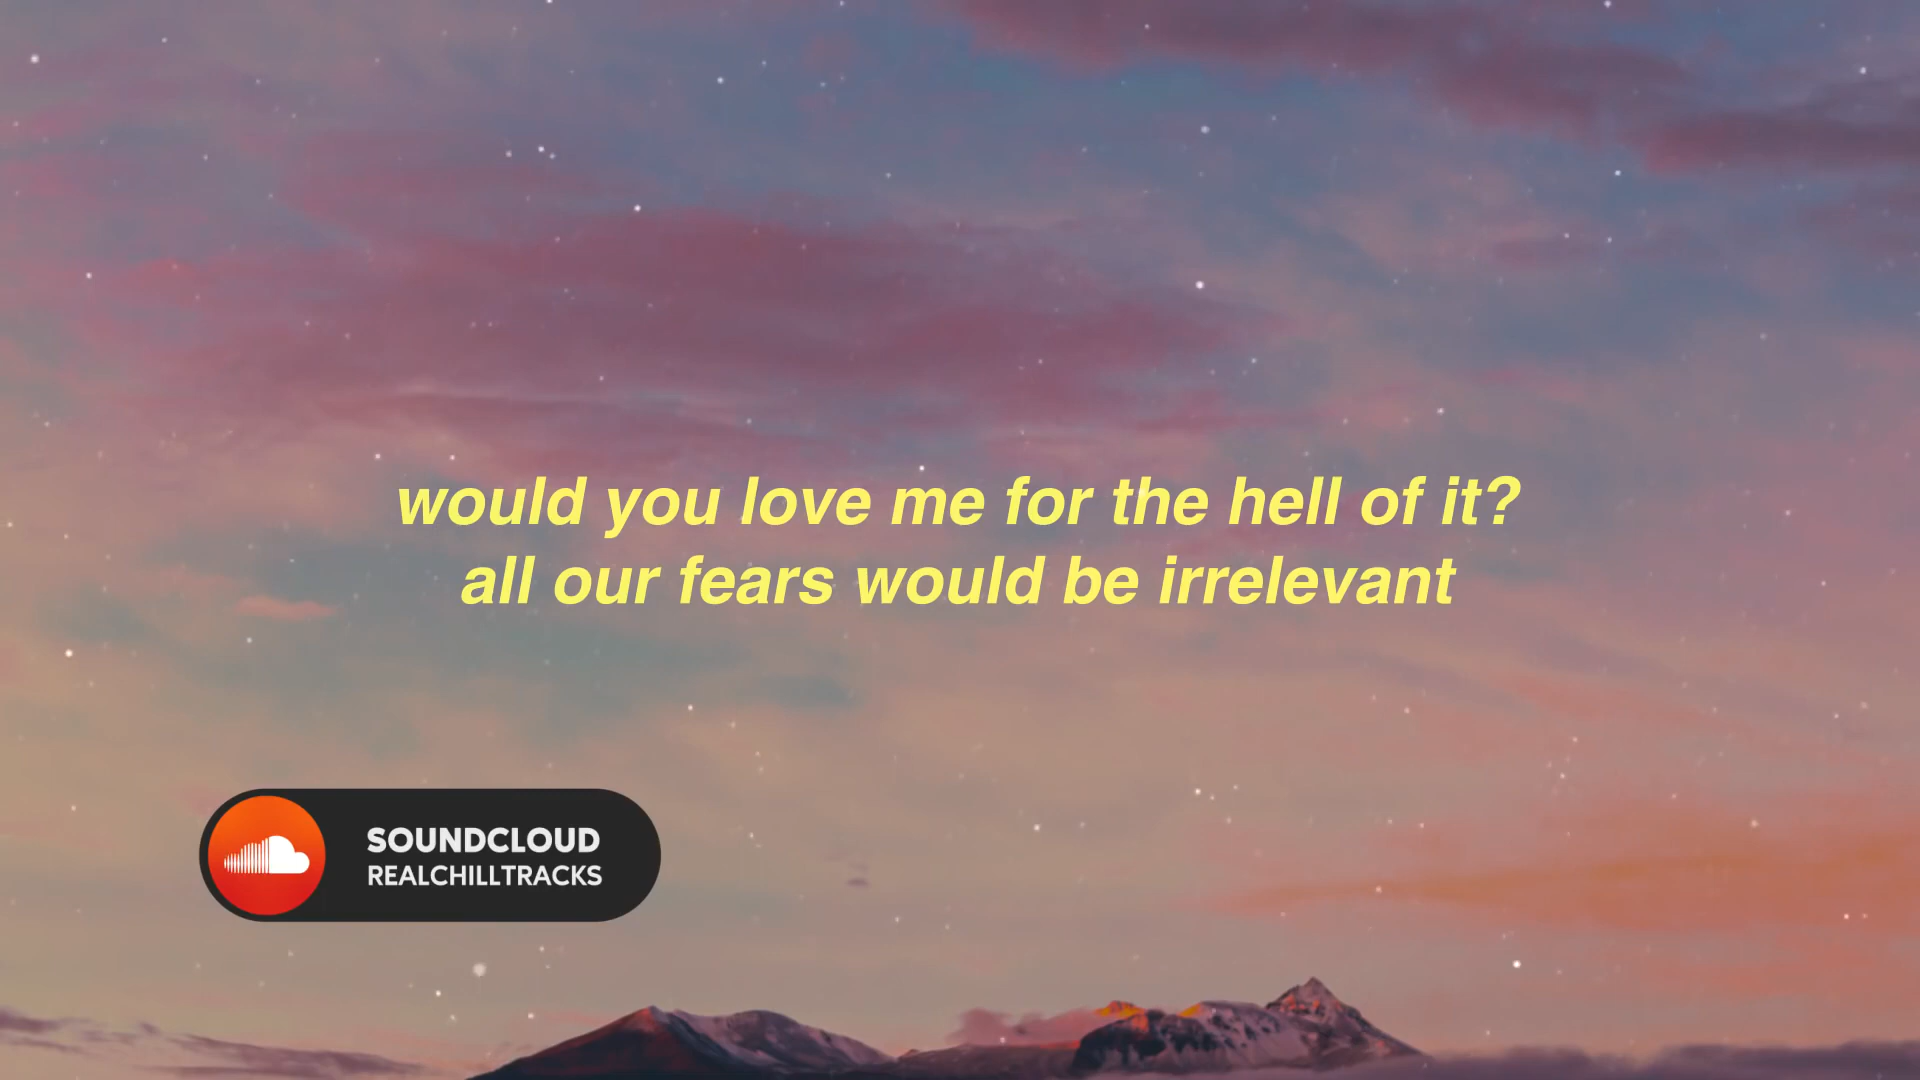 would you love me for the hell of it?
all our fears would be irrelevant
SOUNDCLOUD
REALCHILLTRACKS